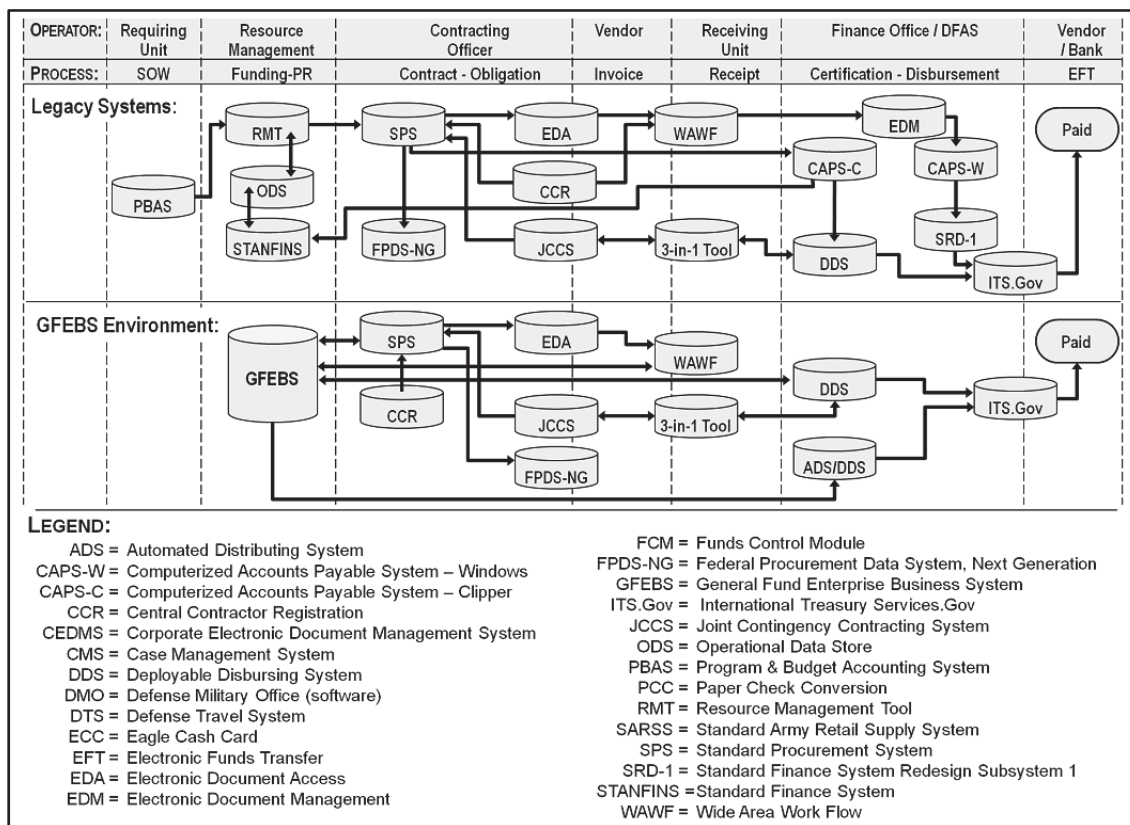 OPERATOR: Requiring Unit Resource Management Contracting Officer Vendor Receiving Unit Finance Office / DFAS Vendor / Bank
PROCESS: SOW Funding-PR Contract - Obligation Invoice Receipt Certification - Disbursement EFT
Legacy Systems:
RMT SPS EDA WAWF EDM Paid
PBAS ODS CCR CAPS-C CAPS-W
STANFINS FPDS-NG JCCS 3-in-1 Tool DDS SRD-1 ITS.Gov
GFEBS Environment:
SPS EDA WAWF Paid
GFEBS CCR JCCS 3-in-1 Tool DDS ITS.Gov
FPDS-NG ADS/DDS
LEGEND:
ADS = Automated Distributing System
CAPS-W = Computerized Accounts Payable System – Windows
CAPS-C = Computerized Accounts Payable System – Clipper
CCR = Central Contractor Registration
CEDMS = Corporate Electronic Document Management System
CMS = Case Management System
DDS = Deployable Disbursing System
DMO = Defense Military Office (software)
DTS = Defense Travel System
ECC = Eagle Cash Card
EFT = Electronic Funds Transfer
EDA = Electronic Document Access
EDM = Electronic Document Management
FCM = Funds Control Module
FPDS-NG = Federal Procurement Data System, Next Generation
GFEBS = General Fund Enterprise Business System
ITS.Gov = International Treasury Services.Gov
JCCS = Joint Contingency Contracting System
ODS = Operational Data Store
PBAS = Program & Budget Accounting System
PCC = Paper Check Conversion
RMT = Resource Management Tool
SARSS = Standard Army Retail Supply System
SPS = Standard Procurement System
SRD-1 = Standard Finance System Redesign Subsystem 1
STANFINS =Standard Finance System
WAWF = Wide Area Work Flow